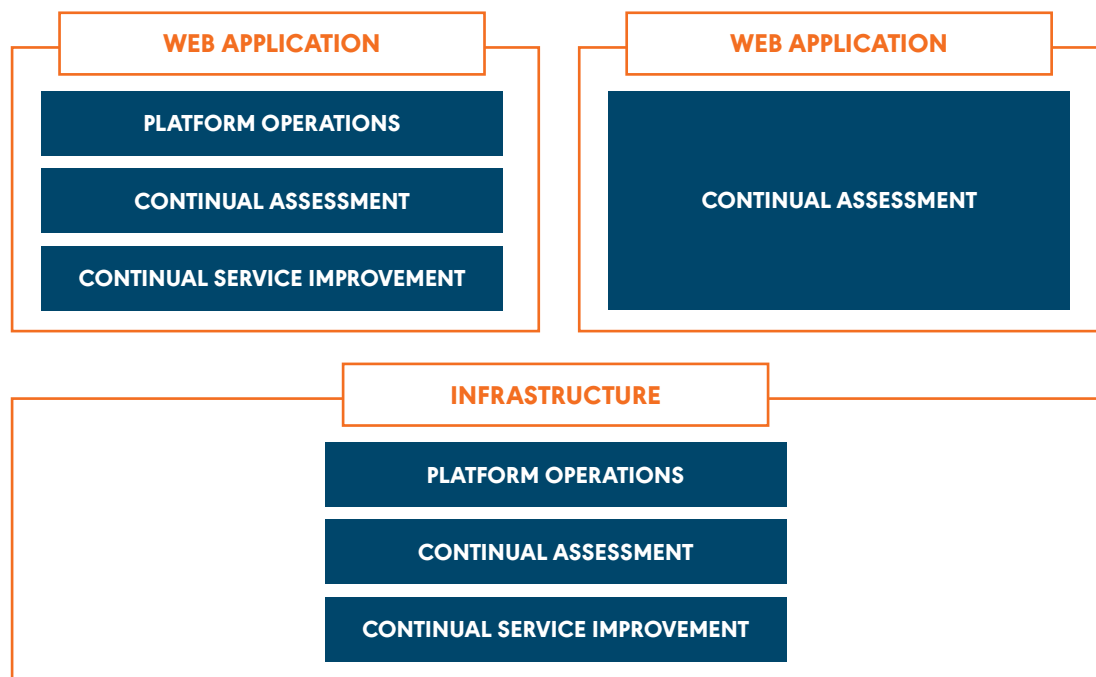 WEB APPLICATION
PLATFORM OPERATIONS
CONTINUAL ASSESSMENT
CONTINUAL SERVICE IMPROVEMENT
WEB APPLICATION
CONTINUAL ASSESSMENT
INFRASTRUCTURE
PLATFORM OPERATIONS
CONTINUAL ASSESSMENT
CONTINUAL SERVICE IMPROVEMENT